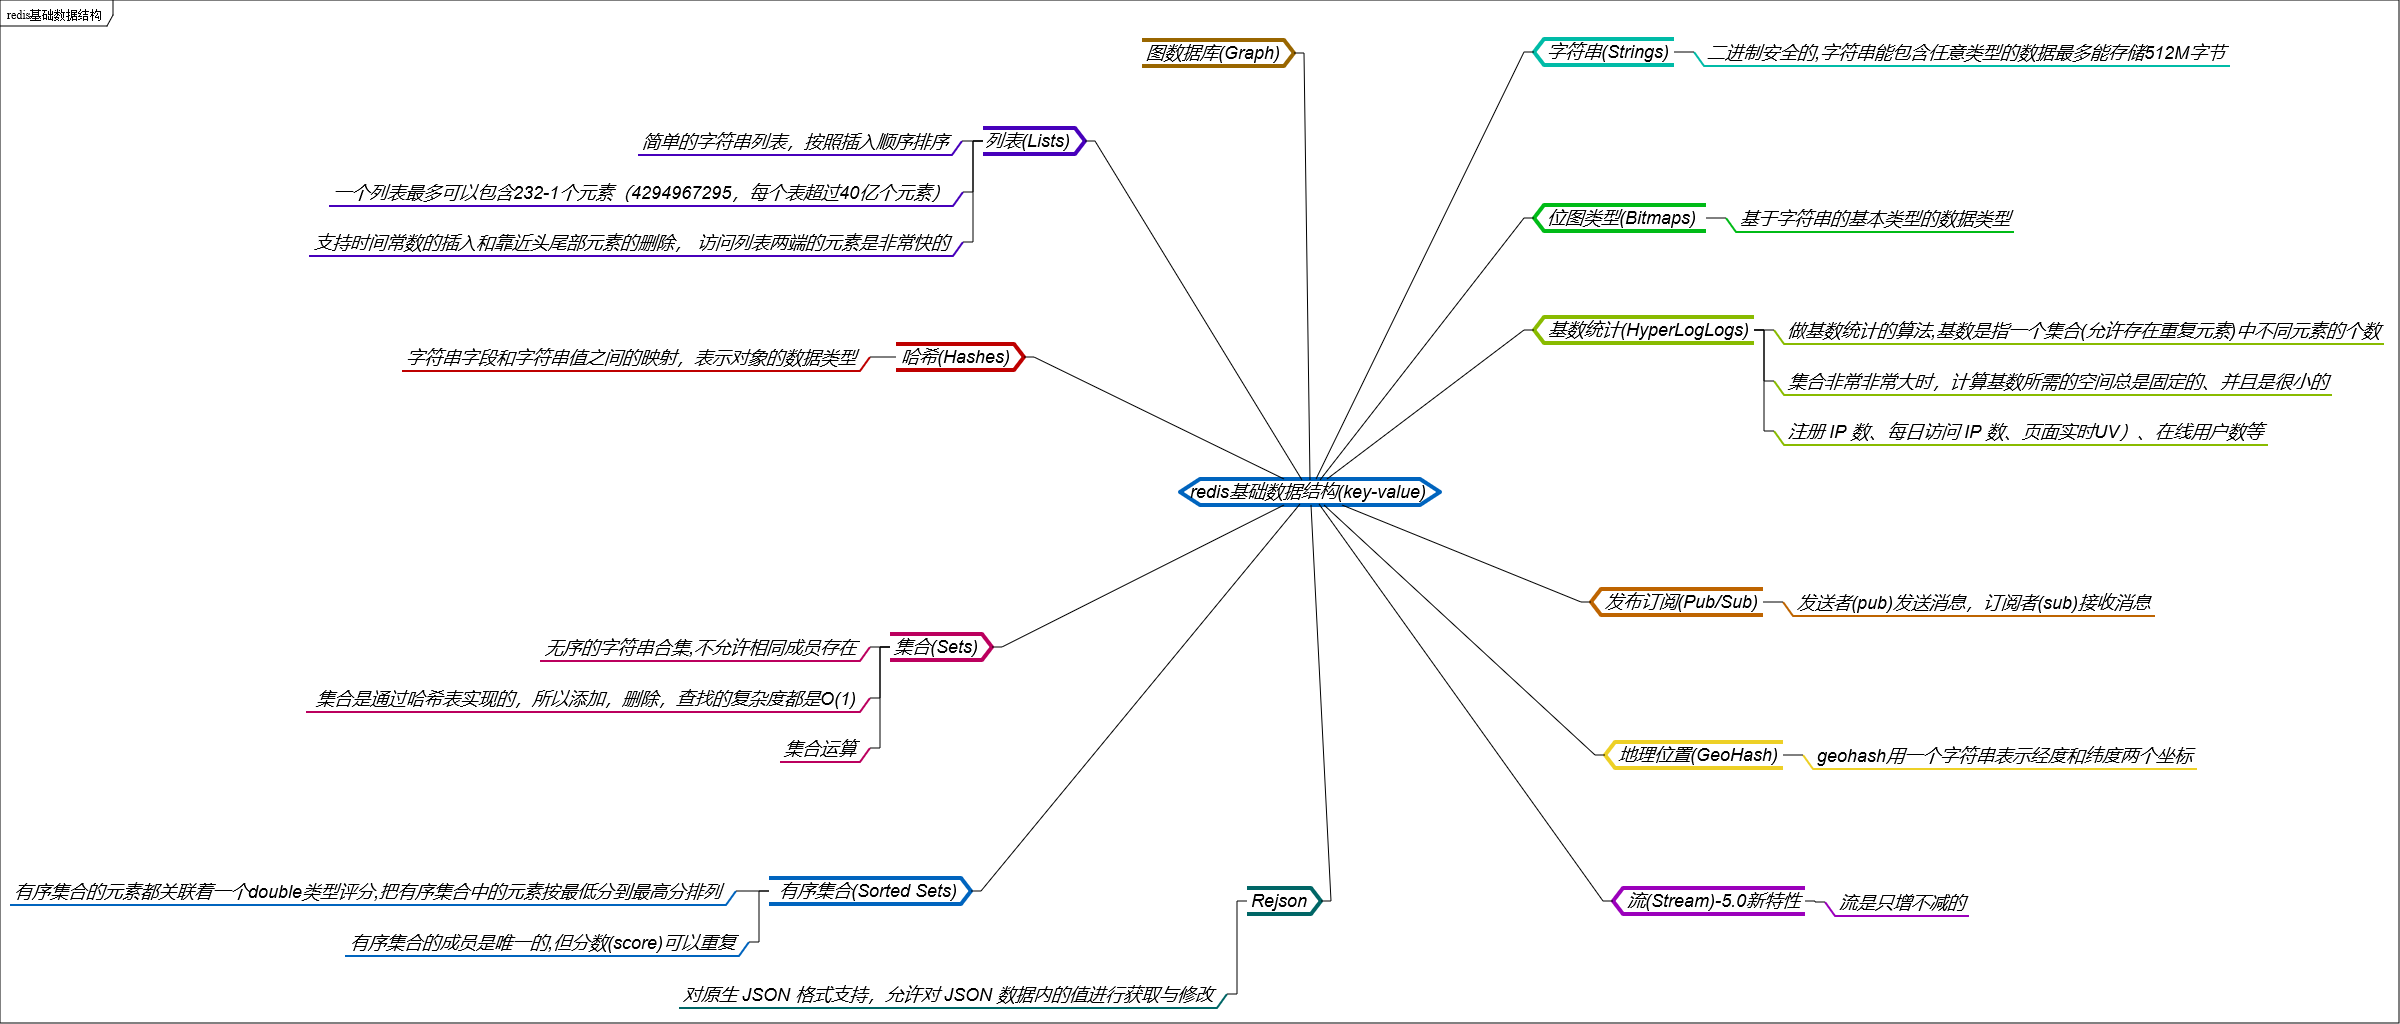 redis基础数据结构
图数据库(Graph)
列表(Lists)
简单的字符串列表，按照插入顺序排序
一个列表最多可以包含232-1个元素（4294967295，每个表超过40亿个元素）
支持时间常数的插入和靠近头尾部元素的删除， 访问列表两端的元素是非常快的
哈希(Hashes)
字符串字段和字符串值之间的映射，表示对象的数据类型
redis基础数据结构(key-value)
集合(Sets)
无序的字符串合集,不允许相同成员存在
集合是通过哈希表实现的，所以添加，删除，查找的复杂度都是O(1)
集合运算
有序集合(Sorted Sets)
有序集合的元素都关联着一个double类型评分,把有序集合中的元素按最低分到最高分排列
有序集合的成员是唯一的,但分数(score)可以重复
Rejson
对原生 JSON 格式支持，允许对 JSON 数据内的值进行获取与修改
字符串(Strings)
二进制安全的,字符串能包含任意类型的数据最多能存储512M字节
位图类型(Bitmaps)
基于字符串的基本类型的数据类型
基数统计(HyperLogLogs)
做基数统计的算法,基数是指一个集合(允许存在重复元素)中不同元素的个数
集合非常非常大时，计算基数所需的空间总是固定的、并且是很小的
注册 IP 数、每日访问 IP 数、页面实时UV）、在线用户数等
发布订阅(Pub/Sub)
发送者(pub)发送消息，订阅者(sub)接收消息
地理位置(GeoHash)
geohash用一个字符串表示经度和纬度两个坐标
流(Stream)-5.0新特性
流是只增不减的